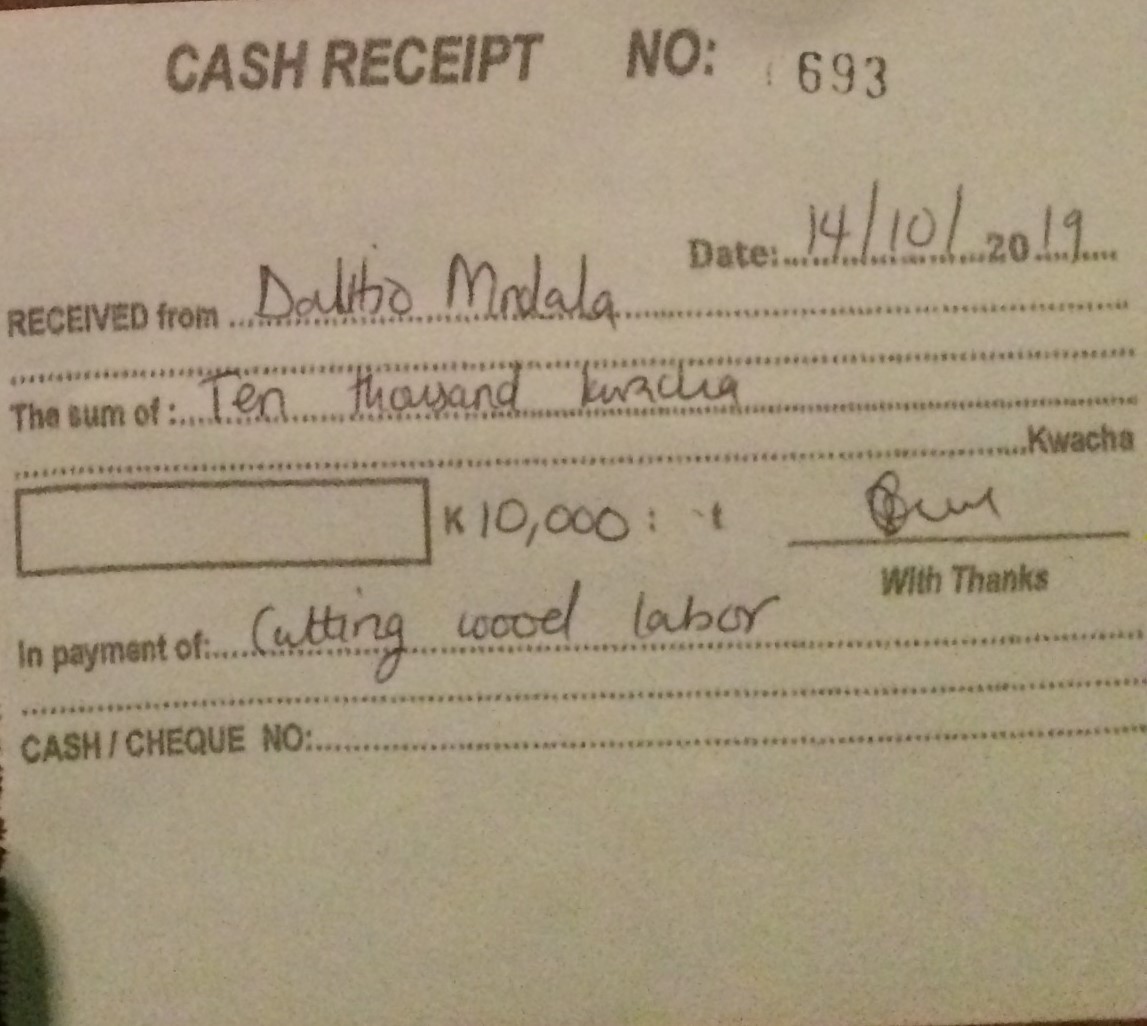 CASH RECEIPT NO: 693
Date: 14/10/ 2019
RECEIVED from Dalitso Mndala
The sum of : Ten thousand kwacha
Kwacha
K 10,000 : t
With Thanks
In payment of: Cutting wood labor
CASH / CHEQUE NO: